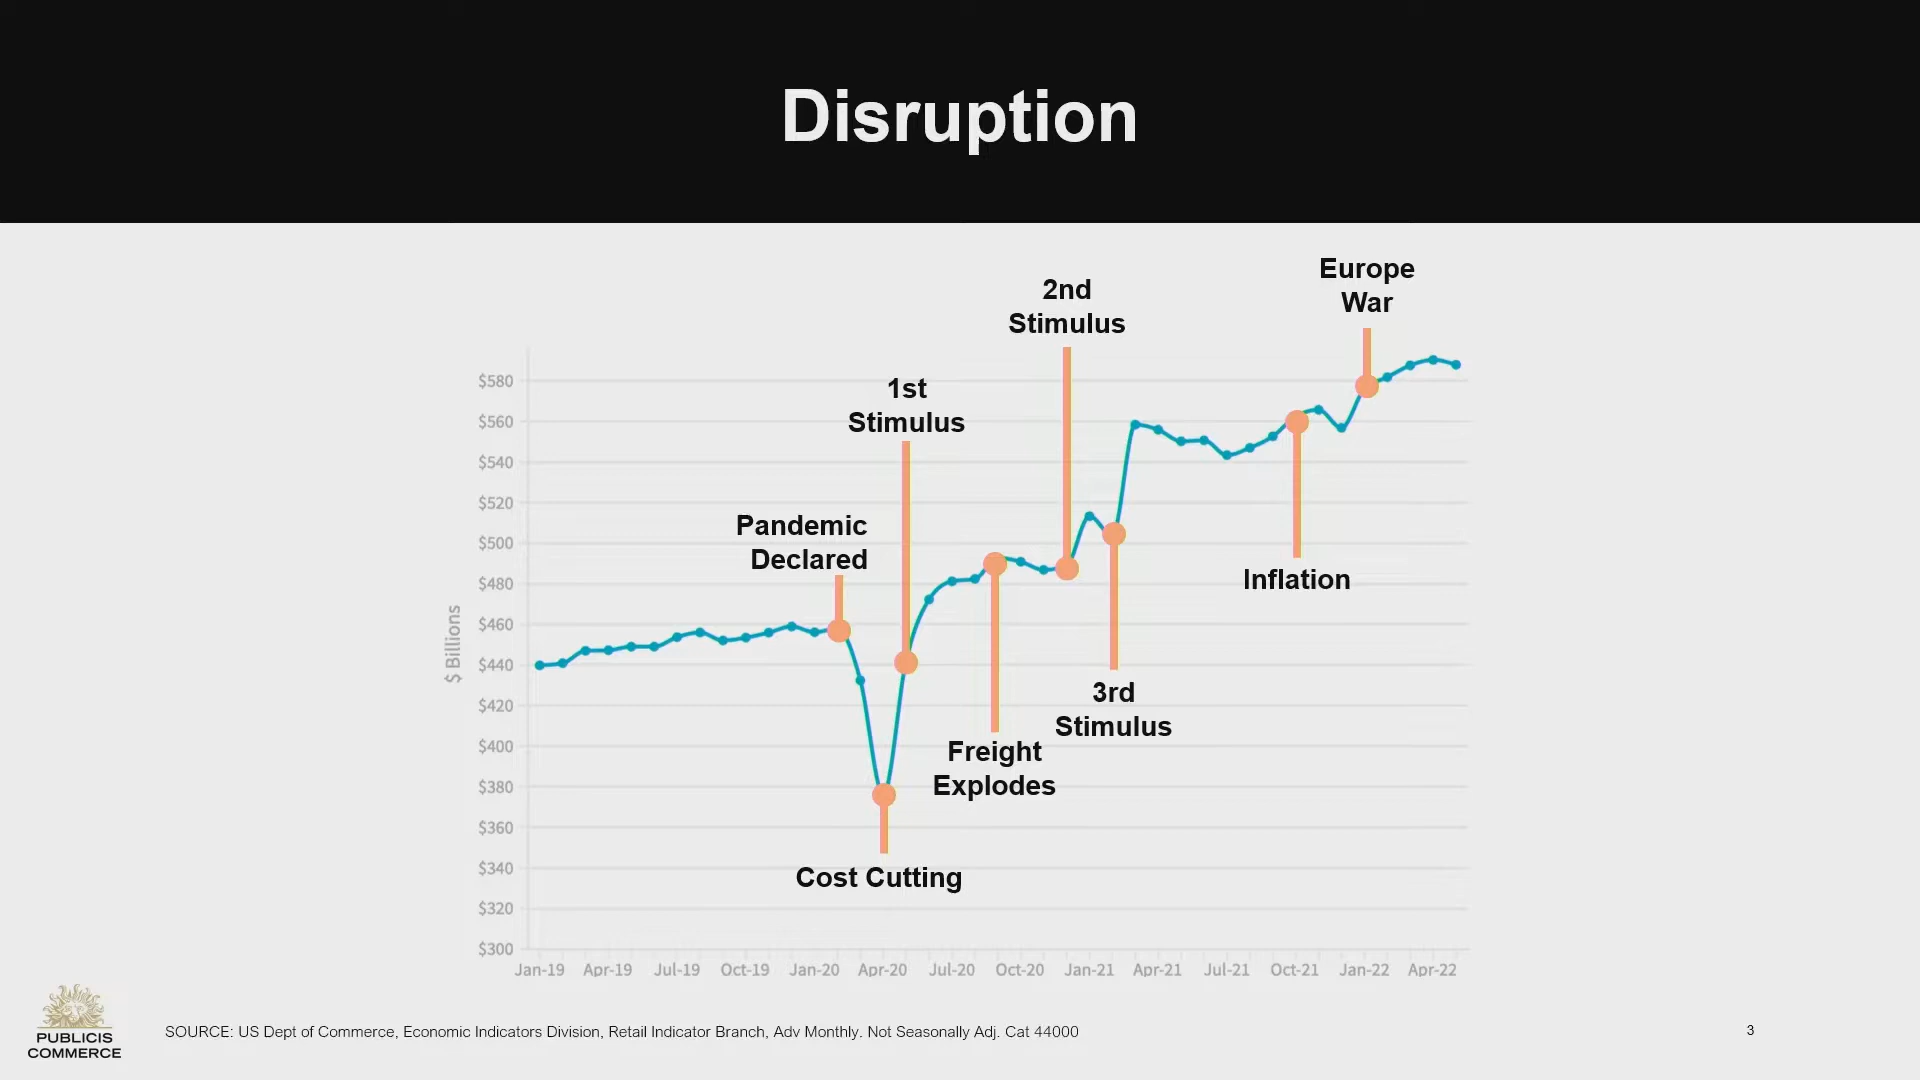 Disruption
Europe
War
2nd
Stimulus
1st
Stimulus
Pandemic
Declared
Inflation
3rd
Stimulus
Freight
Explodes
Cost Cutting
$ Billions
$580
$560
$540
$520
$500
$480
$460
$440
$420
$400
$380
$360
$340
$320
$300
Jan-19 Apr-19 Jul-19 Oct-19 Jan-20 Apr-20 Jul-20 Oct-20 Jan-21 Apr-21 Jul-21 Oct-21 Jan-22 Apr-22
PUBLICIS
COMMERCE
SOURCE: US Dept of Commerce, Economic Indicators Division, Retail Indicator Branch, Adv Monthly. Not Seasonally Adj. Cat 44000
3